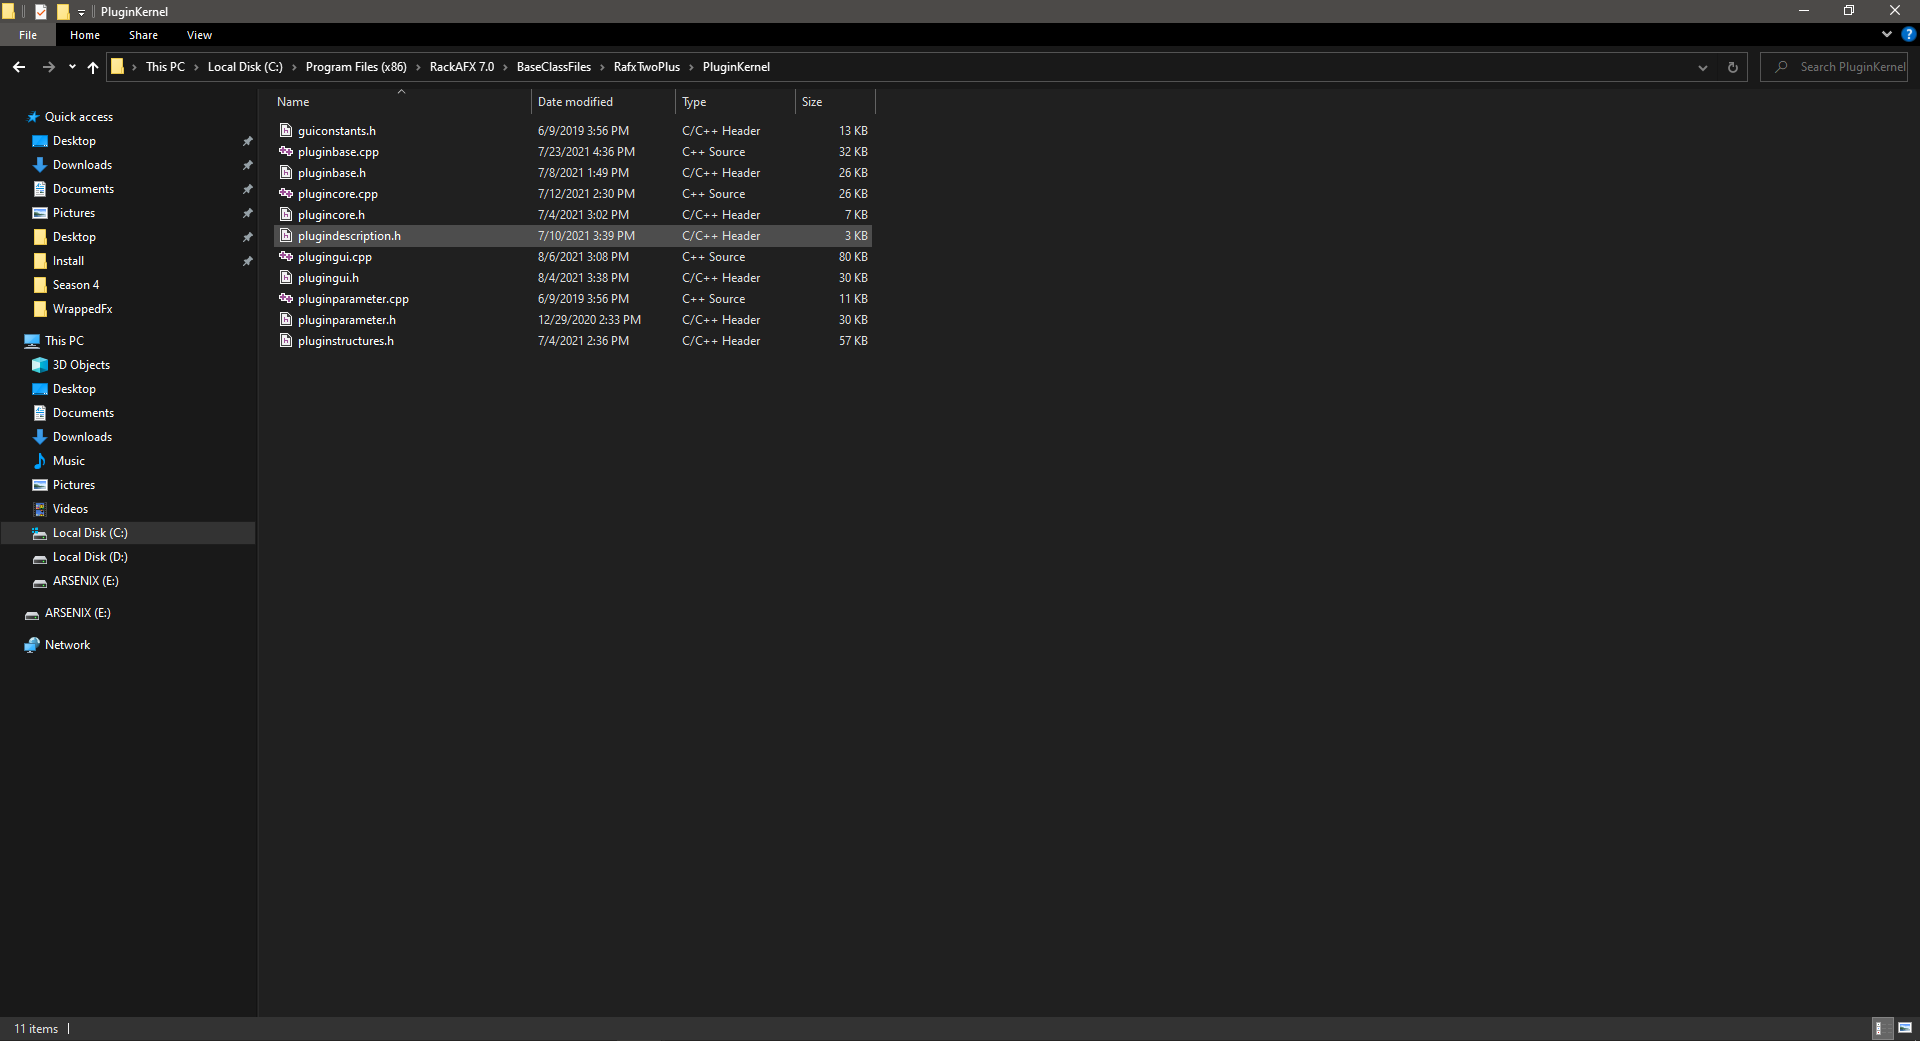 PluginKernel
File Home Share View
This PC Local Disk (C:) Program Files (x86) RackAFX 7.0 BaseClassFiles RafxTwoPlus PluginKernel Search PluginKernel
Name Date modified Type Size
Quick access
Desktop
Downloads
Documents
Pictures
Desktop
Install
Season 4
WrappedFx
This PC
3D Objects
Desktop
Documents
Downloads
Music
Pictures
Videos
Local Disk (C:)
Local Disk (D:)
ARSENIX (E:)
ARSENIX (E:)
Network
guiconstants.h 6/9/2019 3:56 PM C/C++ Header 13 KB
pluginbase.cpp 7/23/2021 4:36 PM C++ Source 32 KB
pluginbase.h 7/8/2021 1:49 PM C/C++ Header 26 KB
plugincore.cpp 7/12/2021 2:30 PM C++ Source 26 KB
plugincore.h 7/4/2021 3:02 PM C/C++ Header 7 KB
plugindescription.h 7/10/2021 3:39 PM C/C++ Header 3 KB
plugingui.cpp 8/6/2021 3:08 PM C++ Source 80 KB
plugingui.h 8/4/2021 3:38 PM C/C++ Header 30 KB
pluginparameter.cpp 6/9/2019 3:56 PM C++ Source 11 KB
pluginparameter.h 12/29/2020 2:33 PM C/C++ Header 30 KB
pluginstructures.h 7/4/2021 2:36 PM C/C++ Header 57 KB
11 items